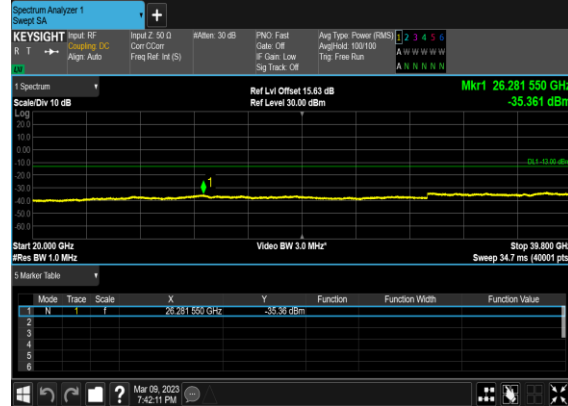 Spectrum Analyzer 1
Swept SA
+
KEYSIGHT Input: RF Input Z: 50 Ω #Atten: 30 dB PNO: Fast Avg Type: Power (RMS) 1 2 3 4 5 6
R T Coupling: DC Corr CCorr Gate: Off Avg|Hold: 100/100 A W W W W W
Align: Auto Freq Ref: Int (S) IF Gain: Low Trig: Free Run
Sig Track: Off A N N N N N
LM
1 Spectrum Ref Lvl Offset 15.63 dB Mkr1 26.281 550 GHz
Scale/Div 10 dB Ref Level 30.00 dBm -35.361 dBm
Log
20.0
10.0
0.00
-10.0
DL1 -13.00 dBm
-20.0
1
-30.0
-40.0
-50.0
-60.0
Start 20.000 GHz Video BW 3.0 MHz* Stop 39.800 GHz
#Res BW 1.0 MHz Sweep 34.7 ms (40001 pts)
5 Marker Table
Mode Trace Scale X Y Function Function Width Function Value
1 N 1 f 26.281 550 GHz -35.36 dBm
2
3
4
5
6
? Mar 09, 2023
7:42:11 PM